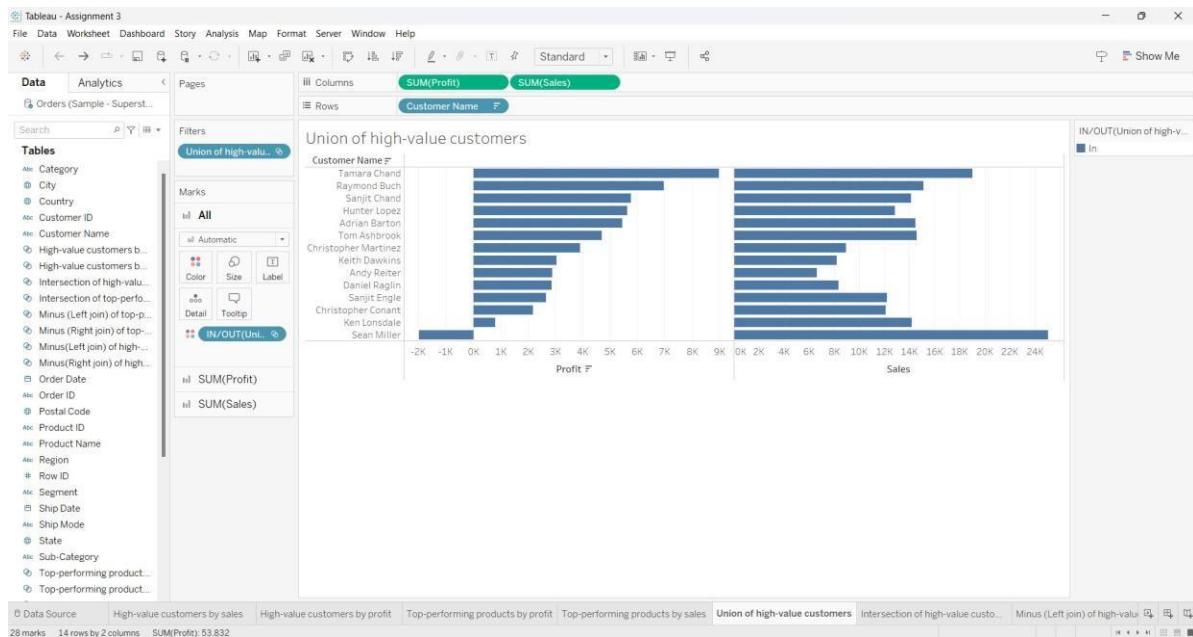 Tableau - Assignment 3
File Data Worksheet Dashboard Story Analysis Map Format Server Window Help
Standard
Show Me
Data Analytics
Orders (Sample - Superst...
Search
Tables
Abc Category
City
Country
Abc Customer ID
Abc Customer Name
High-value customers b...
High-value customers b...
Intersection of high-valu...
Intersection of top-perfo...
Minus (Left join) of top-p...
Minus (Right join) of top-...
Minus(Left join) of high-...
Minus(Right join) of high...
Order Date
Abc Order ID
Postal Code
Abc Product ID
Abc Product Name
Abc Region
# Row ID
Abc Segment
Ship Date
Abc Ship Mode
State
Abc Sub-Category
Top-performing product...
Top-performing product...
Pages
Filters
Union of high-valu..
Marks
All
Automatic
Color Size Label
Detail Tooltip
IN/OUT(Uni..
SUM(Profit)
SUM(Sales)
Columns SUM(Profit) SUM(Sales)
Rows Customer Name
Union of high-value customers
Customer Name
Tamara Chand
Raymond Buch
Sanjit Chand
Hunter Lopez
Adrian Barton
Tom Ashbrook
Christopher Martinez
Keith Dawkins
Andy Reiter
Daniel Raglin
Sanjit Engle
Christopher Conant
Ken Lonsdale
Sean Miller
-2K -1K 0K 1K 2K 3K 4K 5K 6K 7K 8K 9K 0K 2K 4K 6K 8K 10K 12K 14K 16K 18K 20K 22K 24K
Profit Sales
IN/OUT(Union of high-v...
In
Data Source High-value customers by sales High-value customers by profit Top-performing products by profit Top-performing products by sales Union of high-value customers Intersection of high-value custo... Minus (Left join) of high-valu
28 marks 14 rows by 2 columns SUM(Profit): 53,832